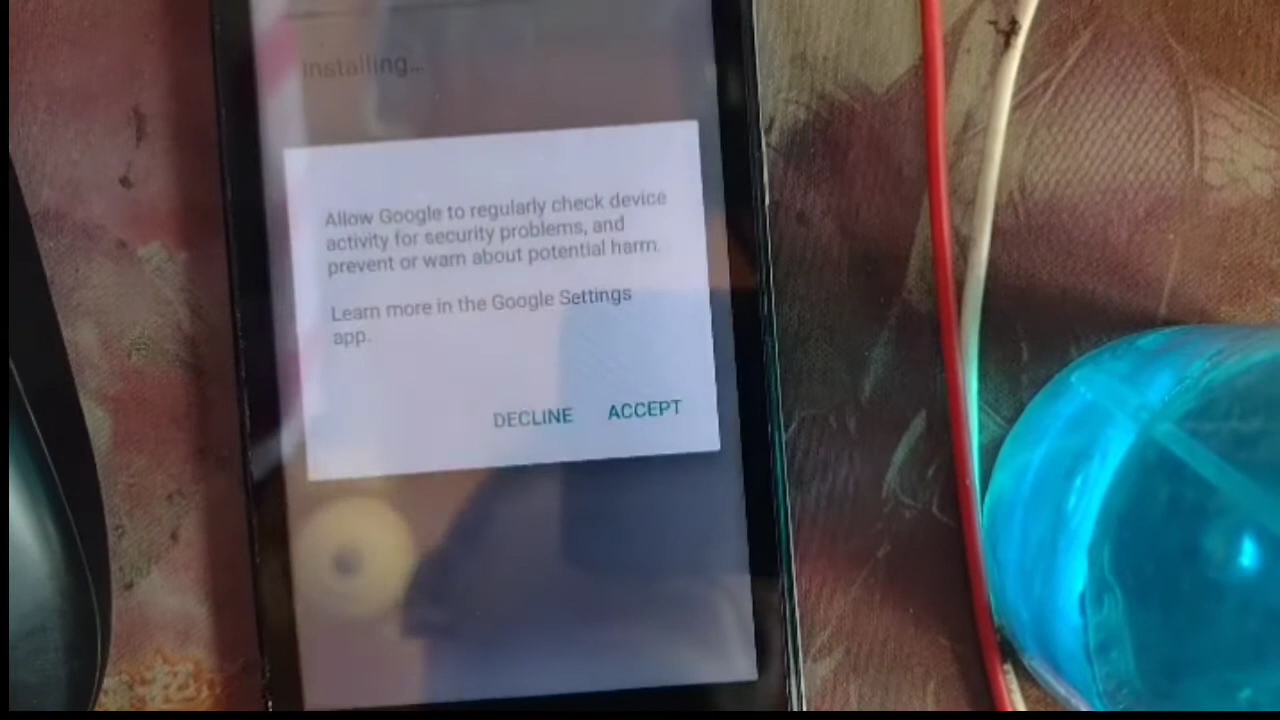 Installing...
Allow Google to regularly check device
activity for security problems, and
prevent or warn about potential harm.
Learn more in the Google Settings
app.
DECLINE ACCEPT